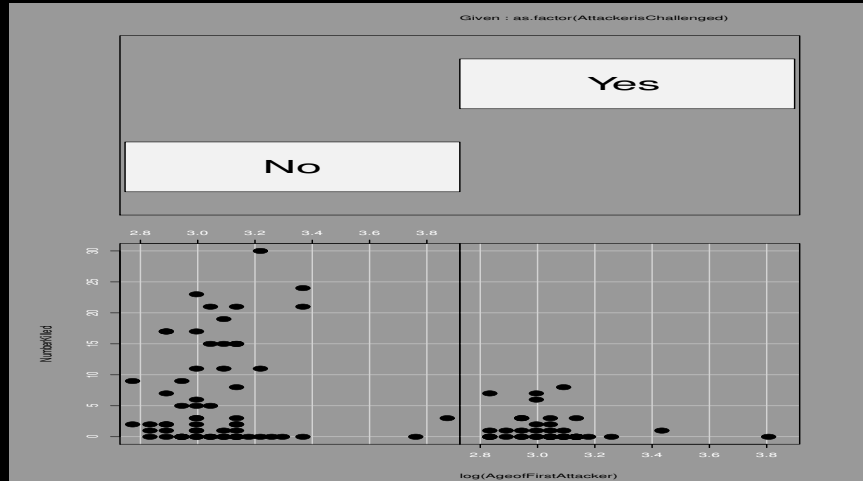 Given : as.factor(AttackerisChallenged)
Yes
No
2.8 3.0 3.2 3.4 3.6 3.8
30
25
20
15
10
5
0
NumberKilled
2.8 3.0 3.2 3.4 3.6 3.8
log(AgeofFirstAttacker)